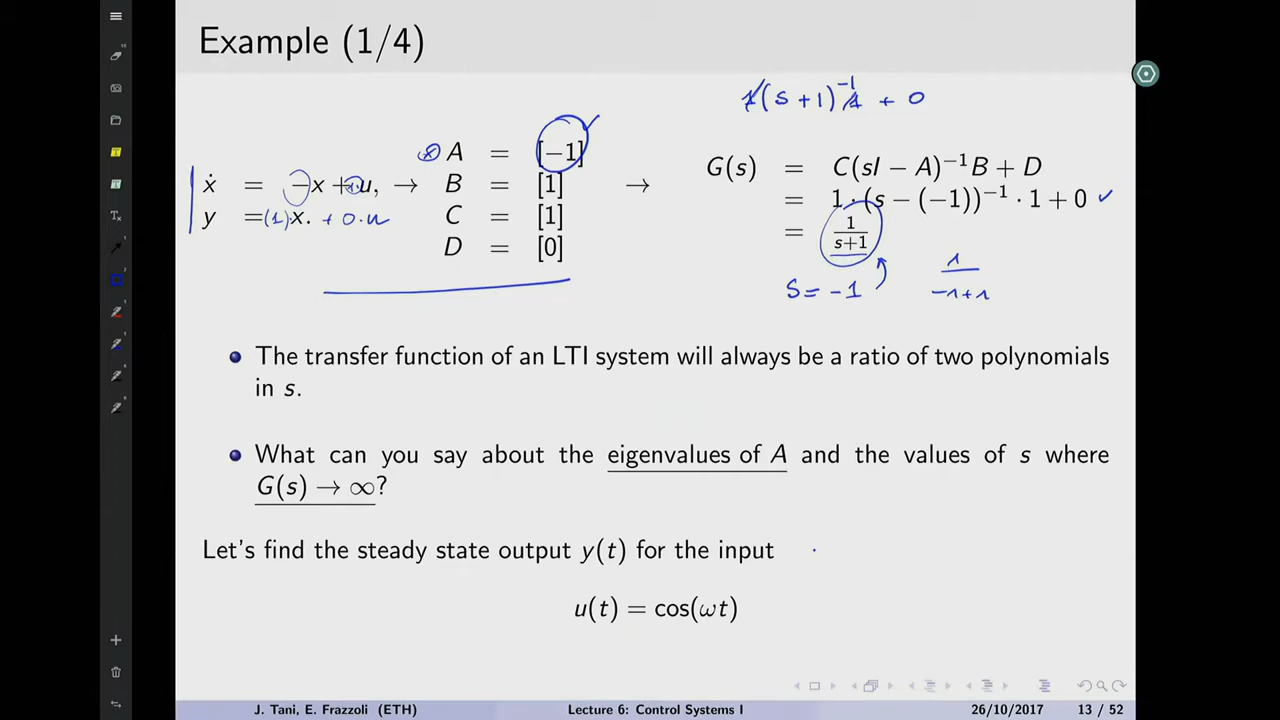 Example (1/4)
1(s+1)⁻¹1 + 0
ẋ = −x + 1·u, →
y = (1)·x. + 0·u
A = [−1] ✓
B = [1]
C = [1]
D = [0]
→
G(s) = C(sI − A)⁻¹B + D
= 1 · (s − (−1))⁻¹ · 1 + 0 ✓
= 1/(s+1)
s = −1
1/(−1+1)
The transfer function of an LTI system will always be a ratio of two polynomials
in s.
What can you say about the eigenvalues of A and the values of s where
G(s) → ∞?
Let's find the steady state output y(t) for the input
u(t) = cos(ωt)
J. Tani, E. Frazzoli (ETH) Lecture 6: Control Systems I 26/10/2017 13 / 52